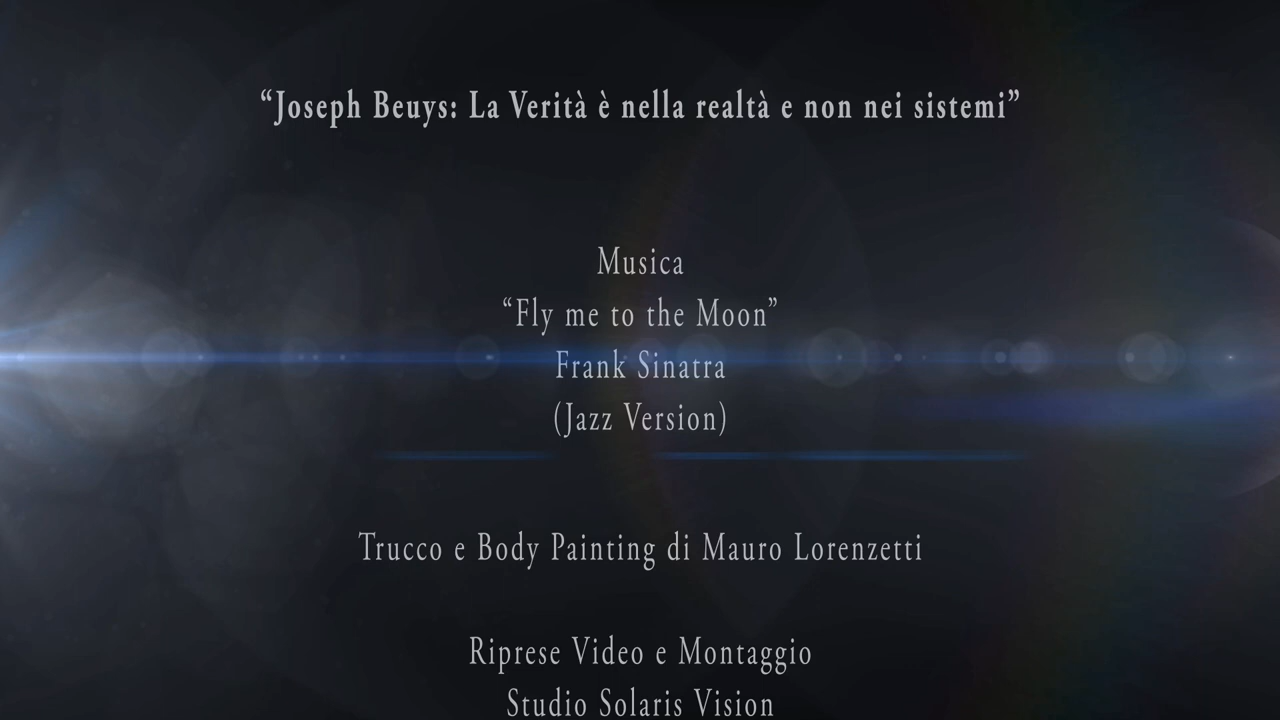 “Joseph Beuys: La Verità è nella realtà e non nei sistemi”
Musica
“Fly me to the Moon”
Frank Sinatra
(Jazz Version)
Trucco e Body Painting di Mauro Lorenzetti
Riprese Video e Montaggio
Studio Solaris Vision